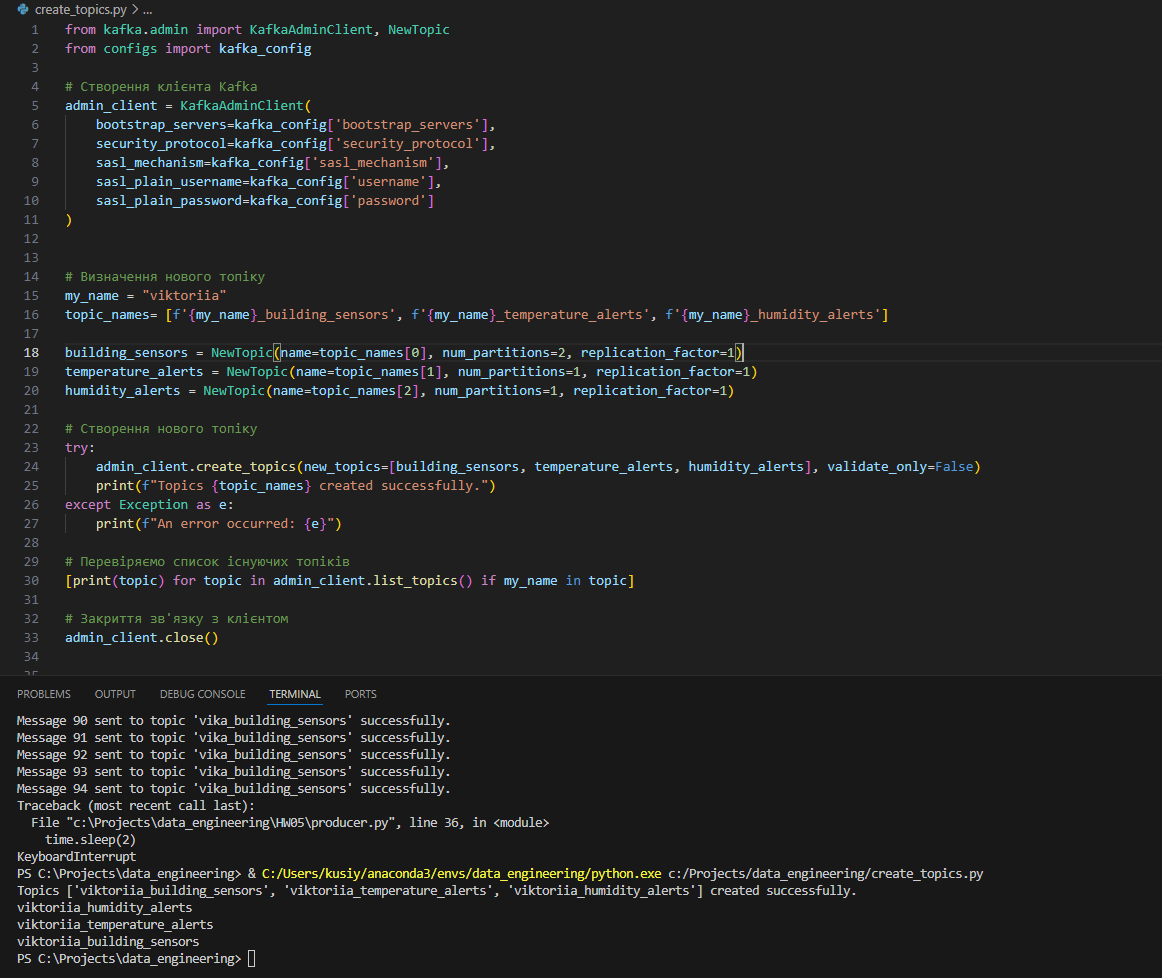 create_topics.py > ...
1 from kafka.admin import KafkaAdminClient, NewTopic
2 from configs import kafka_config
3
4 # Створення клієнта Kafka
5 admin_client = KafkaAdminClient(
6     bootstrap_servers=kafka_config['bootstrap_servers'],
7     security_protocol=kafka_config['security_protocol'],
8     sasl_mechanism=kafka_config['sasl_mechanism'],
9     sasl_plain_username=kafka_config['username'],
10     sasl_plain_password=kafka_config['password']
11 )
12
13
14 # Визначення нового топіку
15 my_name = "viktoriia"
16 topic_names= [f'{my_name}_building_sensors', f'{my_name}_temperature_alerts', f'{my_name}_humidity_alerts']
17
18 building_sensors = NewTopic(name=topic_names[0], num_partitions=2, replication_factor=1)
19 temperature_alerts = NewTopic(name=topic_names[1], num_partitions=1, replication_factor=1)
20 humidity_alerts = NewTopic(name=topic_names[2], num_partitions=1, replication_factor=1)
21
22 # Створення нового топіку
23 try:
24     admin_client.create_topics(new_topics=[building_sensors, temperature_alerts, humidity_alerts], validate_only=False)
25     print(f"Topics {topic_names} created successfully.")
26 except Exception as e:
27     print(f"An error occurred: {e}")
28
29 # Перевіряємо список існуючих топіків
30 [print(topic) for topic in admin_client.list_topics() if my_name in topic]
31
32 # Закриття зв'язку з клієнтом
33 admin_client.close()
34
35
PROBLEMS OUTPUT DEBUG CONSOLE TERMINAL PORTS
Message 90 sent to topic 'vika_building_sensors' successfully.
Message 91 sent to topic 'vika_building_sensors' successfully.
Message 92 sent to topic 'vika_building_sensors' successfully.
Message 93 sent to topic 'vika_building_sensors' successfully.
Message 94 sent to topic 'vika_building_sensors' successfully.
Traceback (most recent call last):
  File "c:\Projects\data_engineering\HW05\producer.py", line 36, in <module>
    time.sleep(2)
KeyboardInterrupt
PS C:\Projects\data_engineering> & C:/Users/kusiy/anaconda3/envs/data_engineering/python.exe c:/Projects/data_engineering/create_topics.py
Topics ['viktoriia_building_sensors', 'viktoriia_temperature_alerts', 'viktoriia_humidity_alerts'] created successfully.
viktoriia_humidity_alerts
viktoriia_temperature_alerts
viktoriia_building_sensors
PS C:\Projects\data_engineering>